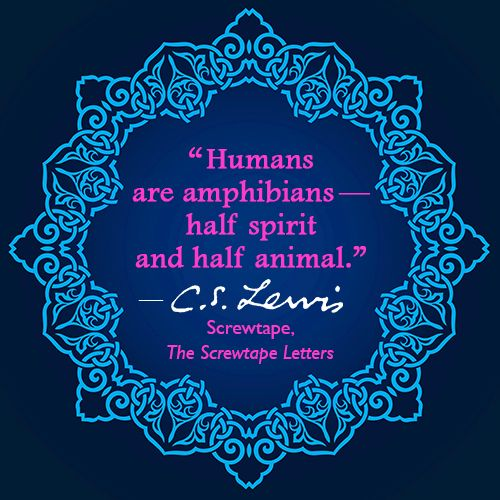 “Humans
are amphibians—
half spirit
and half animal.”
— C.S. Lewis
Screwtape,
The Screwtape Letters